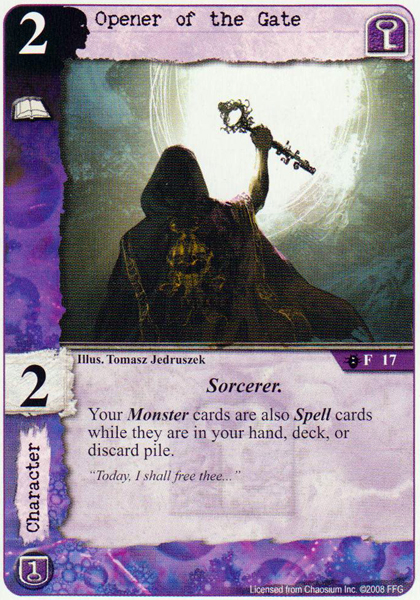 2
Opener of the Gate
Illus. Tomasz Jedruszek
F 17
2
Sorcerer.
Your Monster cards are also Spell cards
while they are in your hand, deck, or
discard pile.
"Today, I shall free thee..."
Character
Licensed from Chaosium Inc. ©2008 FFG